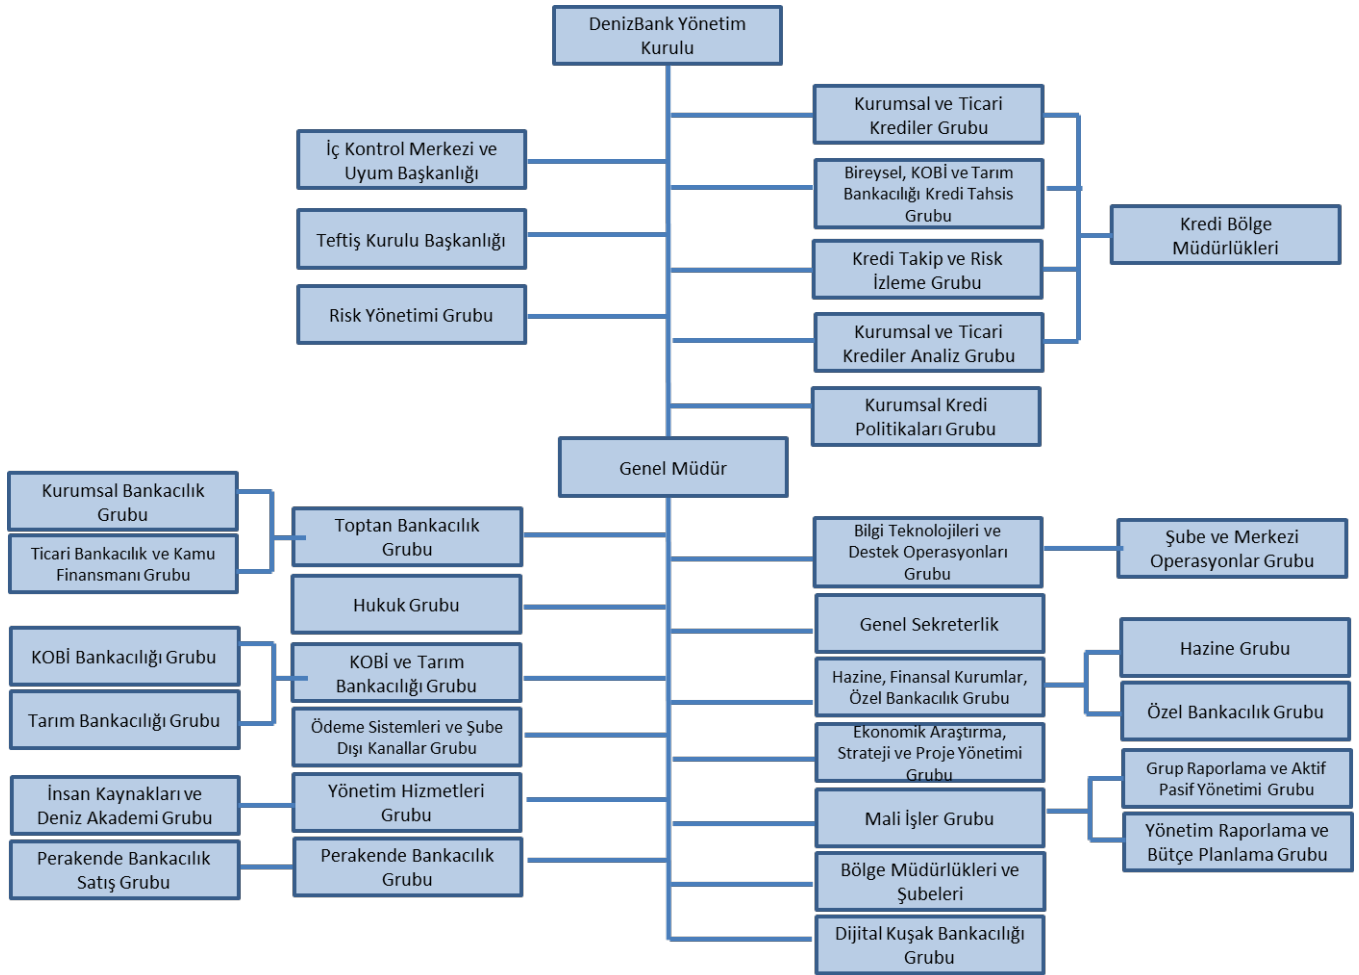 DenizBank Yönetim
Kurulu
Kurumsal ve Ticari
Krediler Grubu
İç Kontrol Merkezi ve
Uyum Başkanlığı
Bireysel, KOBİ ve Tarım
Bankacılığı Kredi Tahsis
Grubu
Teftiş Kurulu Başkanlığı
Kredi Bölge
Müdürlükleri
Kredi Takip ve Risk
İzleme Grubu
Risk Yönetimi Grubu
Kurumsal ve Ticari
Krediler Analiz Grubu
Kurumsal Kredi
Politikaları Grubu
Genel Müdür
Kurumsal Bankacılık
Grubu
Toptan Bankacılık
Grubu
Ticari Bankacılık ve Kamu
Finansmanı Grubu
Bilgi Teknolojileri ve
Destek Operasyonları
Grubu
Şube ve Merkezi
Operasyonlar Grubu
Hukuk Grubu
Genel Sekreterlik
KOBİ Bankacılığı Grubu
KOBİ ve Tarım
Bankacılığı Grubu
Tarım Bankacılığı Grubu
Hazine, Finansal Kurumlar,
Özel Bankacılık Grubu
Hazine Grubu
Özel Bankacılık Grubu
Ödeme Sistemleri ve Şube
Dışı Kanallar Grubu
Ekonomik Araştırma,
Strateji ve Proje Yönetimi
Grubu
İnsan Kaynakları ve
Deniz Akademi Grubu
Yönetim Hizmetleri
Grubu
Mali İşler Grubu
Grup Raporlama ve Aktif
Pasif Yönetimi Grubu
Yönetim Raporlama ve
Bütçe Planlama Grubu
Perakende Bankacılık
Satış Grubu
Perakende Bankacılık
Grubu
Bölge Müdürlükleri ve
Şubeleri
Dijital Kuşak Bankacılığı
Grubu